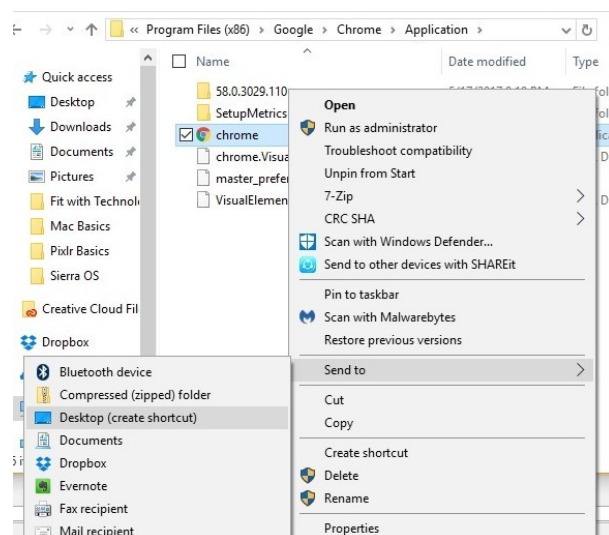 « Program Files (x86) > Google > Chrome > Application >
Name Date modified Type
Quick access
Desktop
Downloads
Documents
Pictures
Fit with Technol
Mac Basics
Pixlr Basics
Sierra OS
Creative Cloud Fil
Dropbox
58.0.3029.110
SetupMetrics
chrome
chrome.Visua
master_prefer
VisualElemen
Open
Run as administrator
Troubleshoot compatibility
Unpin from Start
7-Zip
CRC SHA
Scan with Windows Defender...
Send to other devices with SHAREit
Pin to taskbar
Scan with Malwarebytes
Restore previous versions
Send to
Cut
Copy
Create shortcut
Delete
Rename
Properties
Bluetooth device
Compressed (zipped) folder
Desktop (create shortcut)
Documents
Dropbox
Evernote
Fax recipient
Mail recipient